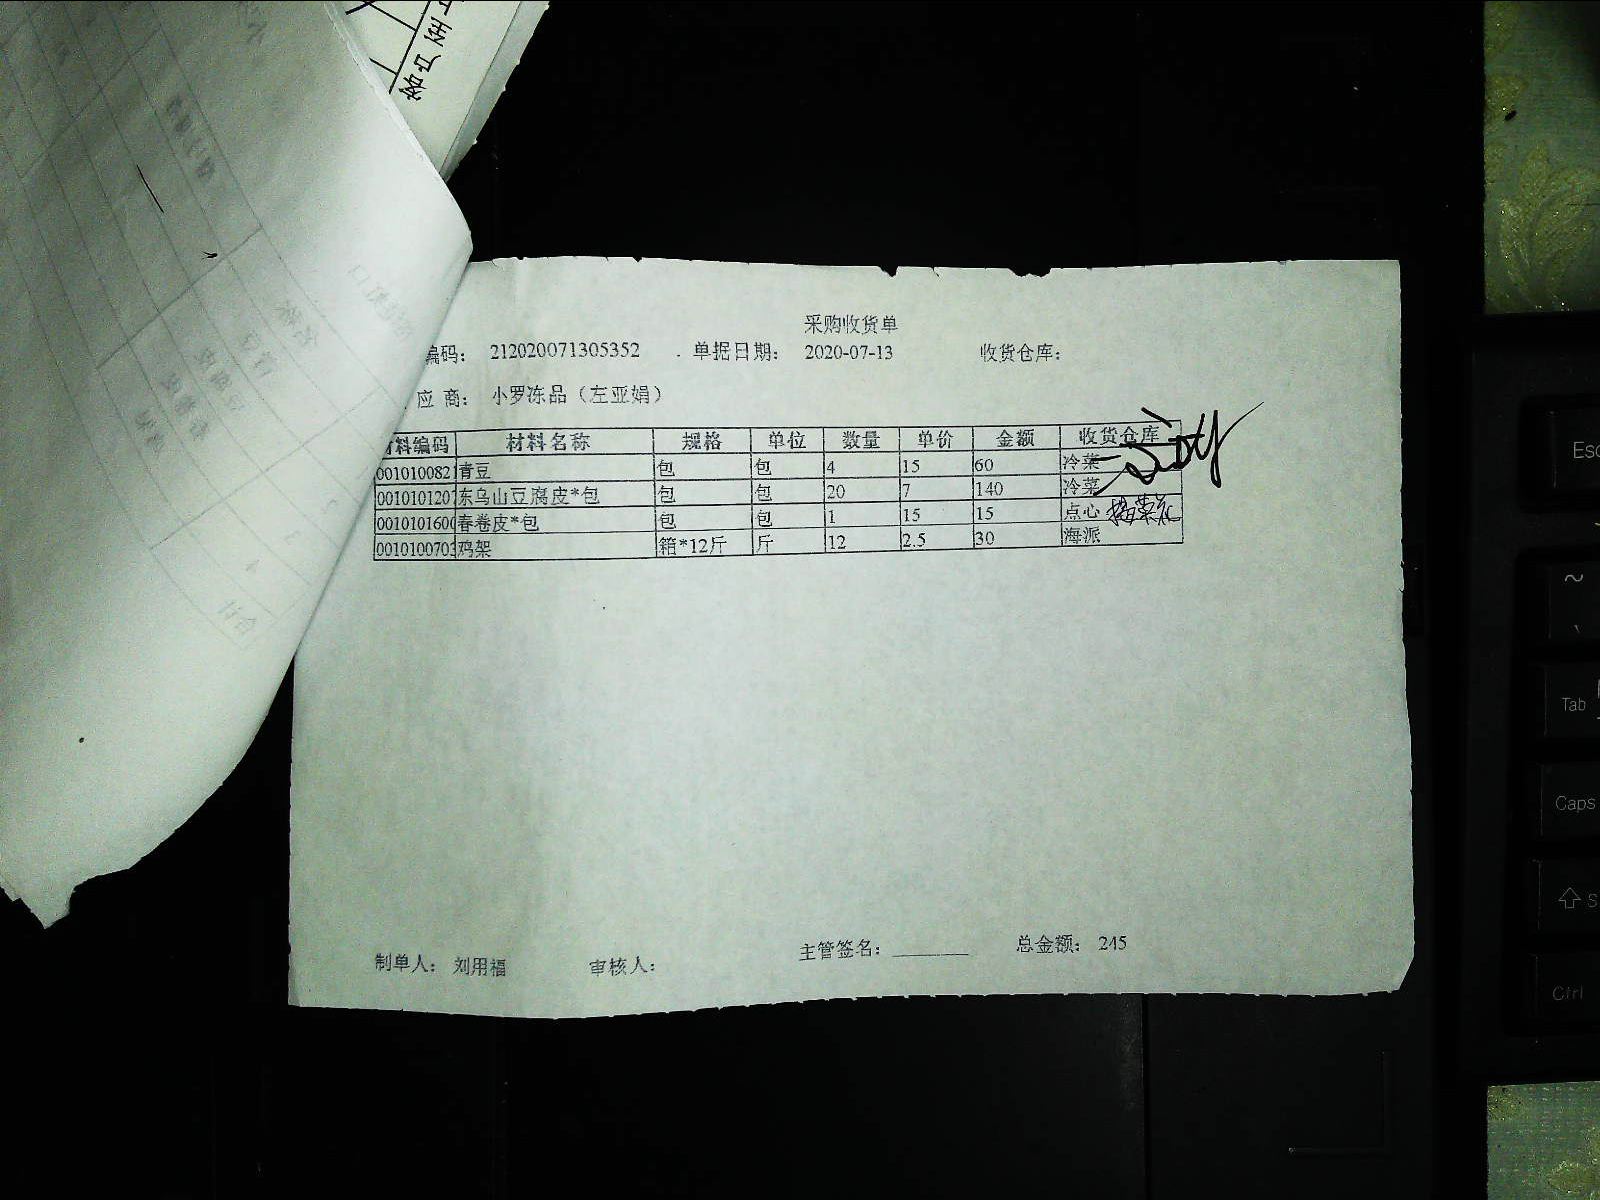 采购收货单
编码： 212020071305352 单据日期： 2020-07-13 收货仓库：
应 商： 小罗冻品（左亚娟）
料编码 材料名称 规格 单位 数量 单价 金额 收货仓库
001010082 青豆 包 包 4 15 60 冷菜
001010120 东乌山豆腐皮*包 包 包 20 7 140 冷菜
001010160 春卷皮*包 包 包 1 15 15 点心
001010070 鸡架 箱*12斤 斤 12 2.5 30 海派
制单人： 刘用福 审核人： 主管签名： 总金额： 245
Esc
~
Tab
Caps
Ctrl